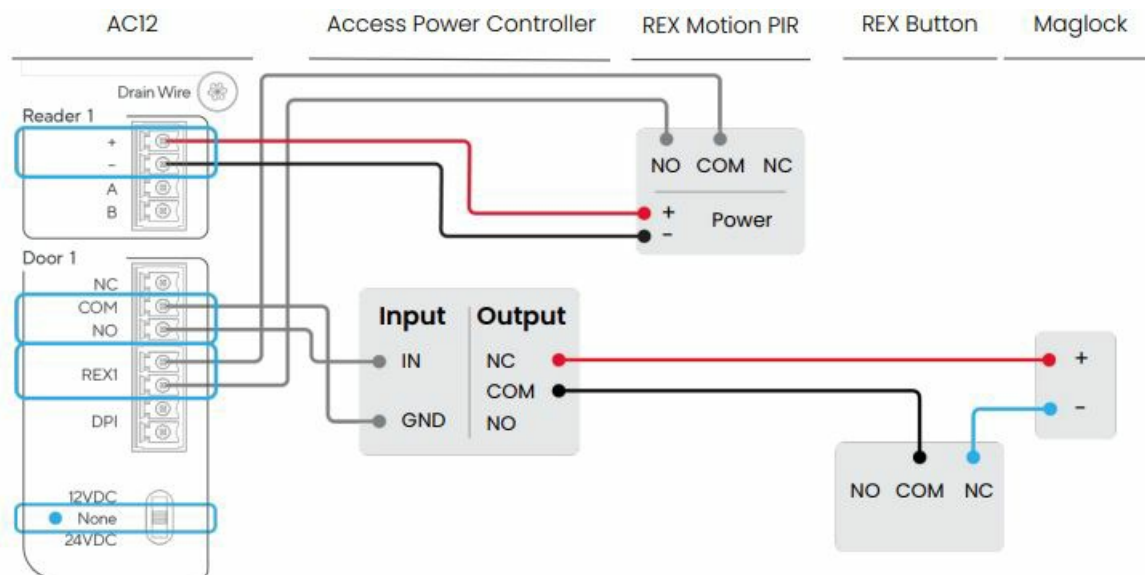 AC12
Access Power Controller
REX Motion PIR
REX Button
Maglock
Drain Wire
Reader 1
+
-
A
B
NO COM NC
+
-
Power
Door 1
NC
COM
NO
REX1
DPI
12VDC
None
24VDC
Input
Output
IN
GND
NC
COM
NO
+
-
NO COM NC